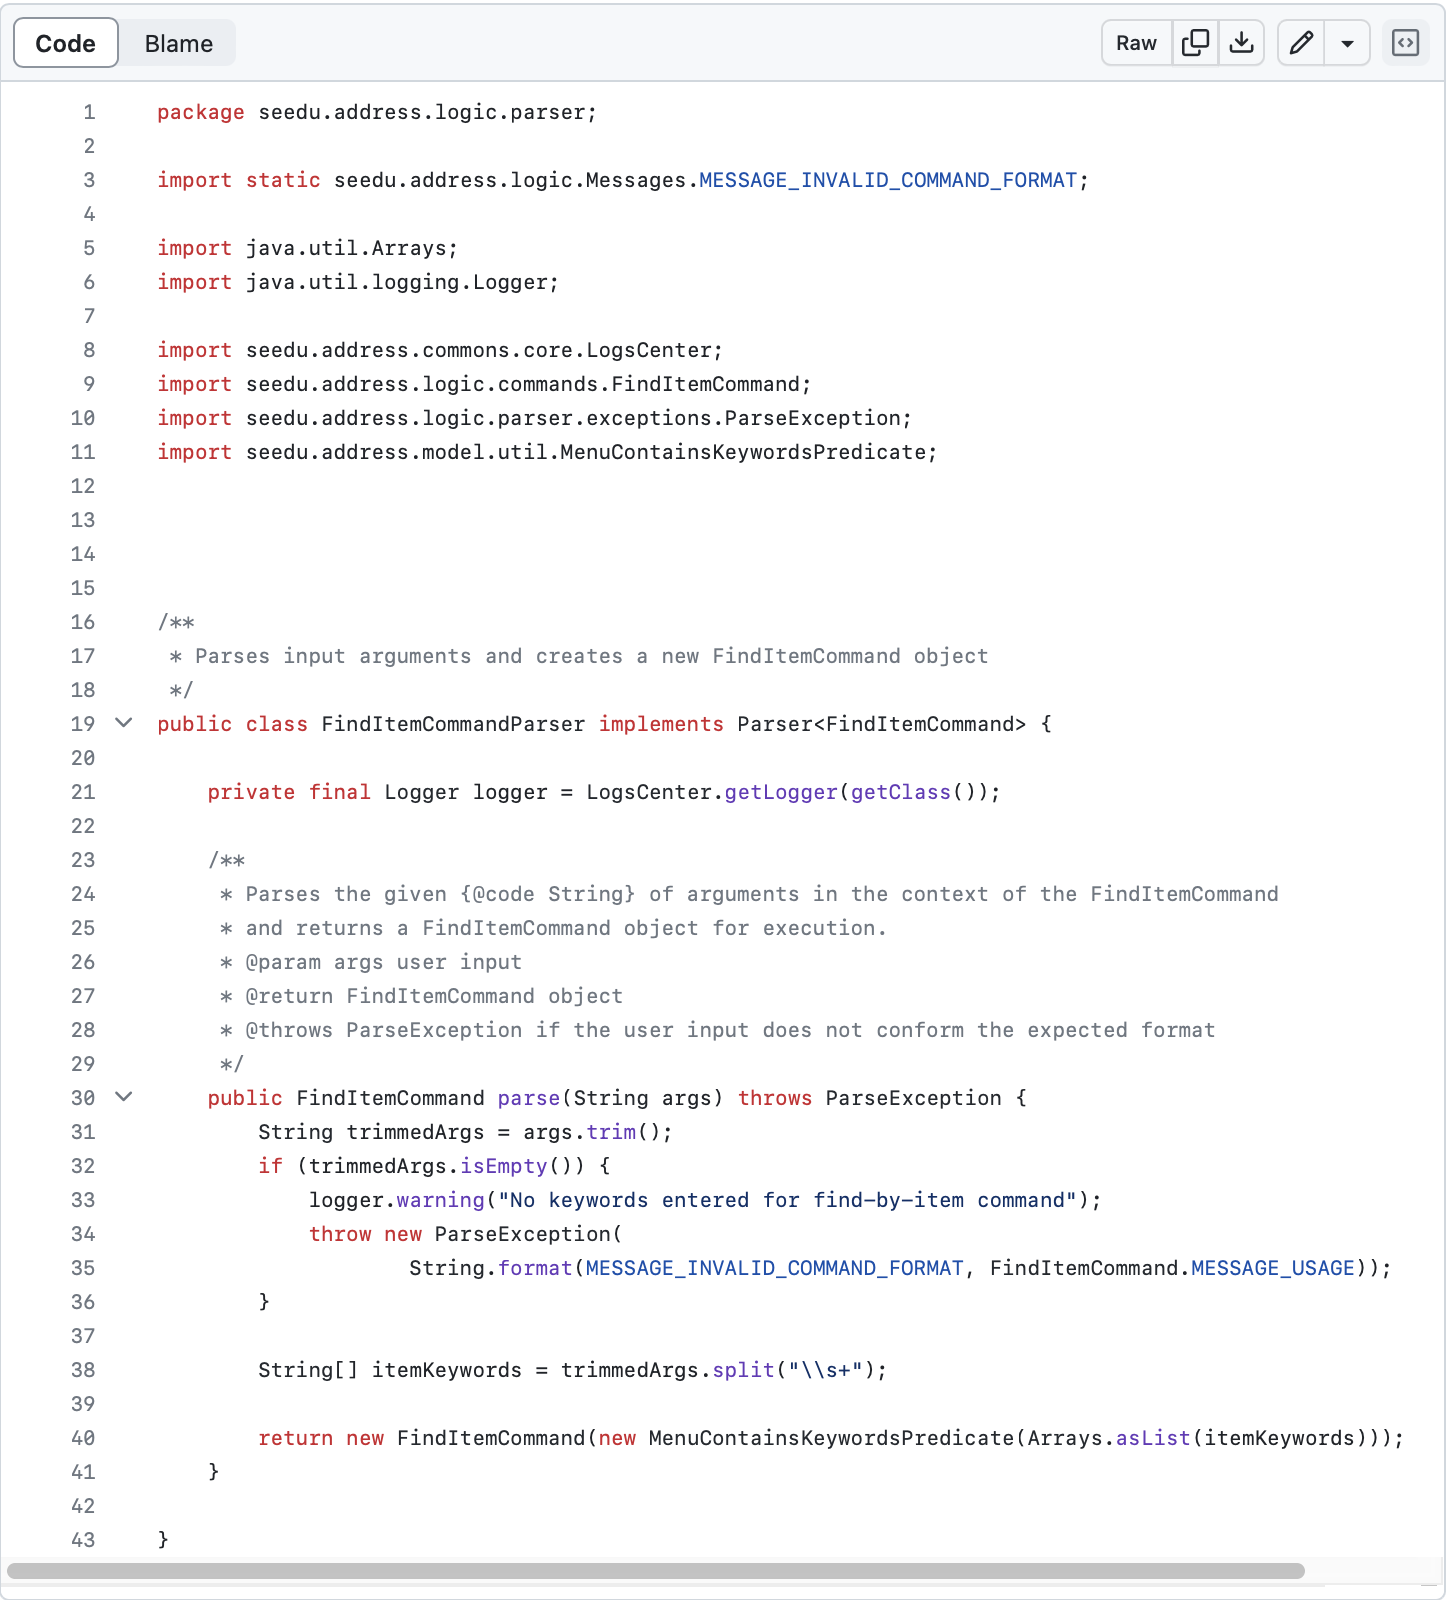 Code Blame Raw
1 package seedu.address.logic.parser;
2
3 import static seedu.address.logic.Messages.MESSAGE_INVALID_COMMAND_FORMAT;
4
5 import java.util.Arrays;
6 import java.util.logging.Logger;
7
8 import seedu.address.commons.core.LogsCenter;
9 import seedu.address.logic.commands.FindItemCommand;
10 import seedu.address.logic.parser.exceptions.ParseException;
11 import seedu.address.model.util.MenuContainsKeywordsPredicate;
12
13
14
15
16 /**
17  * Parses input arguments and creates a new FindItemCommand object
18  */
19 public class FindItemCommandParser implements Parser<FindItemCommand> {
20
21     private final Logger logger = LogsCenter.getLogger(getClass());
22
23     /**
24      * Parses the given {@code String} of arguments in the context of the FindItemCommand
25      * and returns a FindItemCommand object for execution.
26      * @param args user input
27      * @return FindItemCommand object
28      * @throws ParseException if the user input does not conform the expected format
29      */
30     public FindItemCommand parse(String args) throws ParseException {
31         String trimmedArgs = args.trim();
32         if (trimmedArgs.isEmpty()) {
33             logger.warning("No keywords entered for find-by-item command");
34             throw new ParseException(
35                     String.format(MESSAGE_INVALID_COMMAND_FORMAT, FindItemCommand.MESSAGE_USAGE));
36         }
37
38         String[] itemKeywords = trimmedArgs.split("\\s+");
39
40         return new FindItemCommand(new MenuContainsKeywordsPredicate(Arrays.asList(itemKeywords)));
41     }
42
43 }